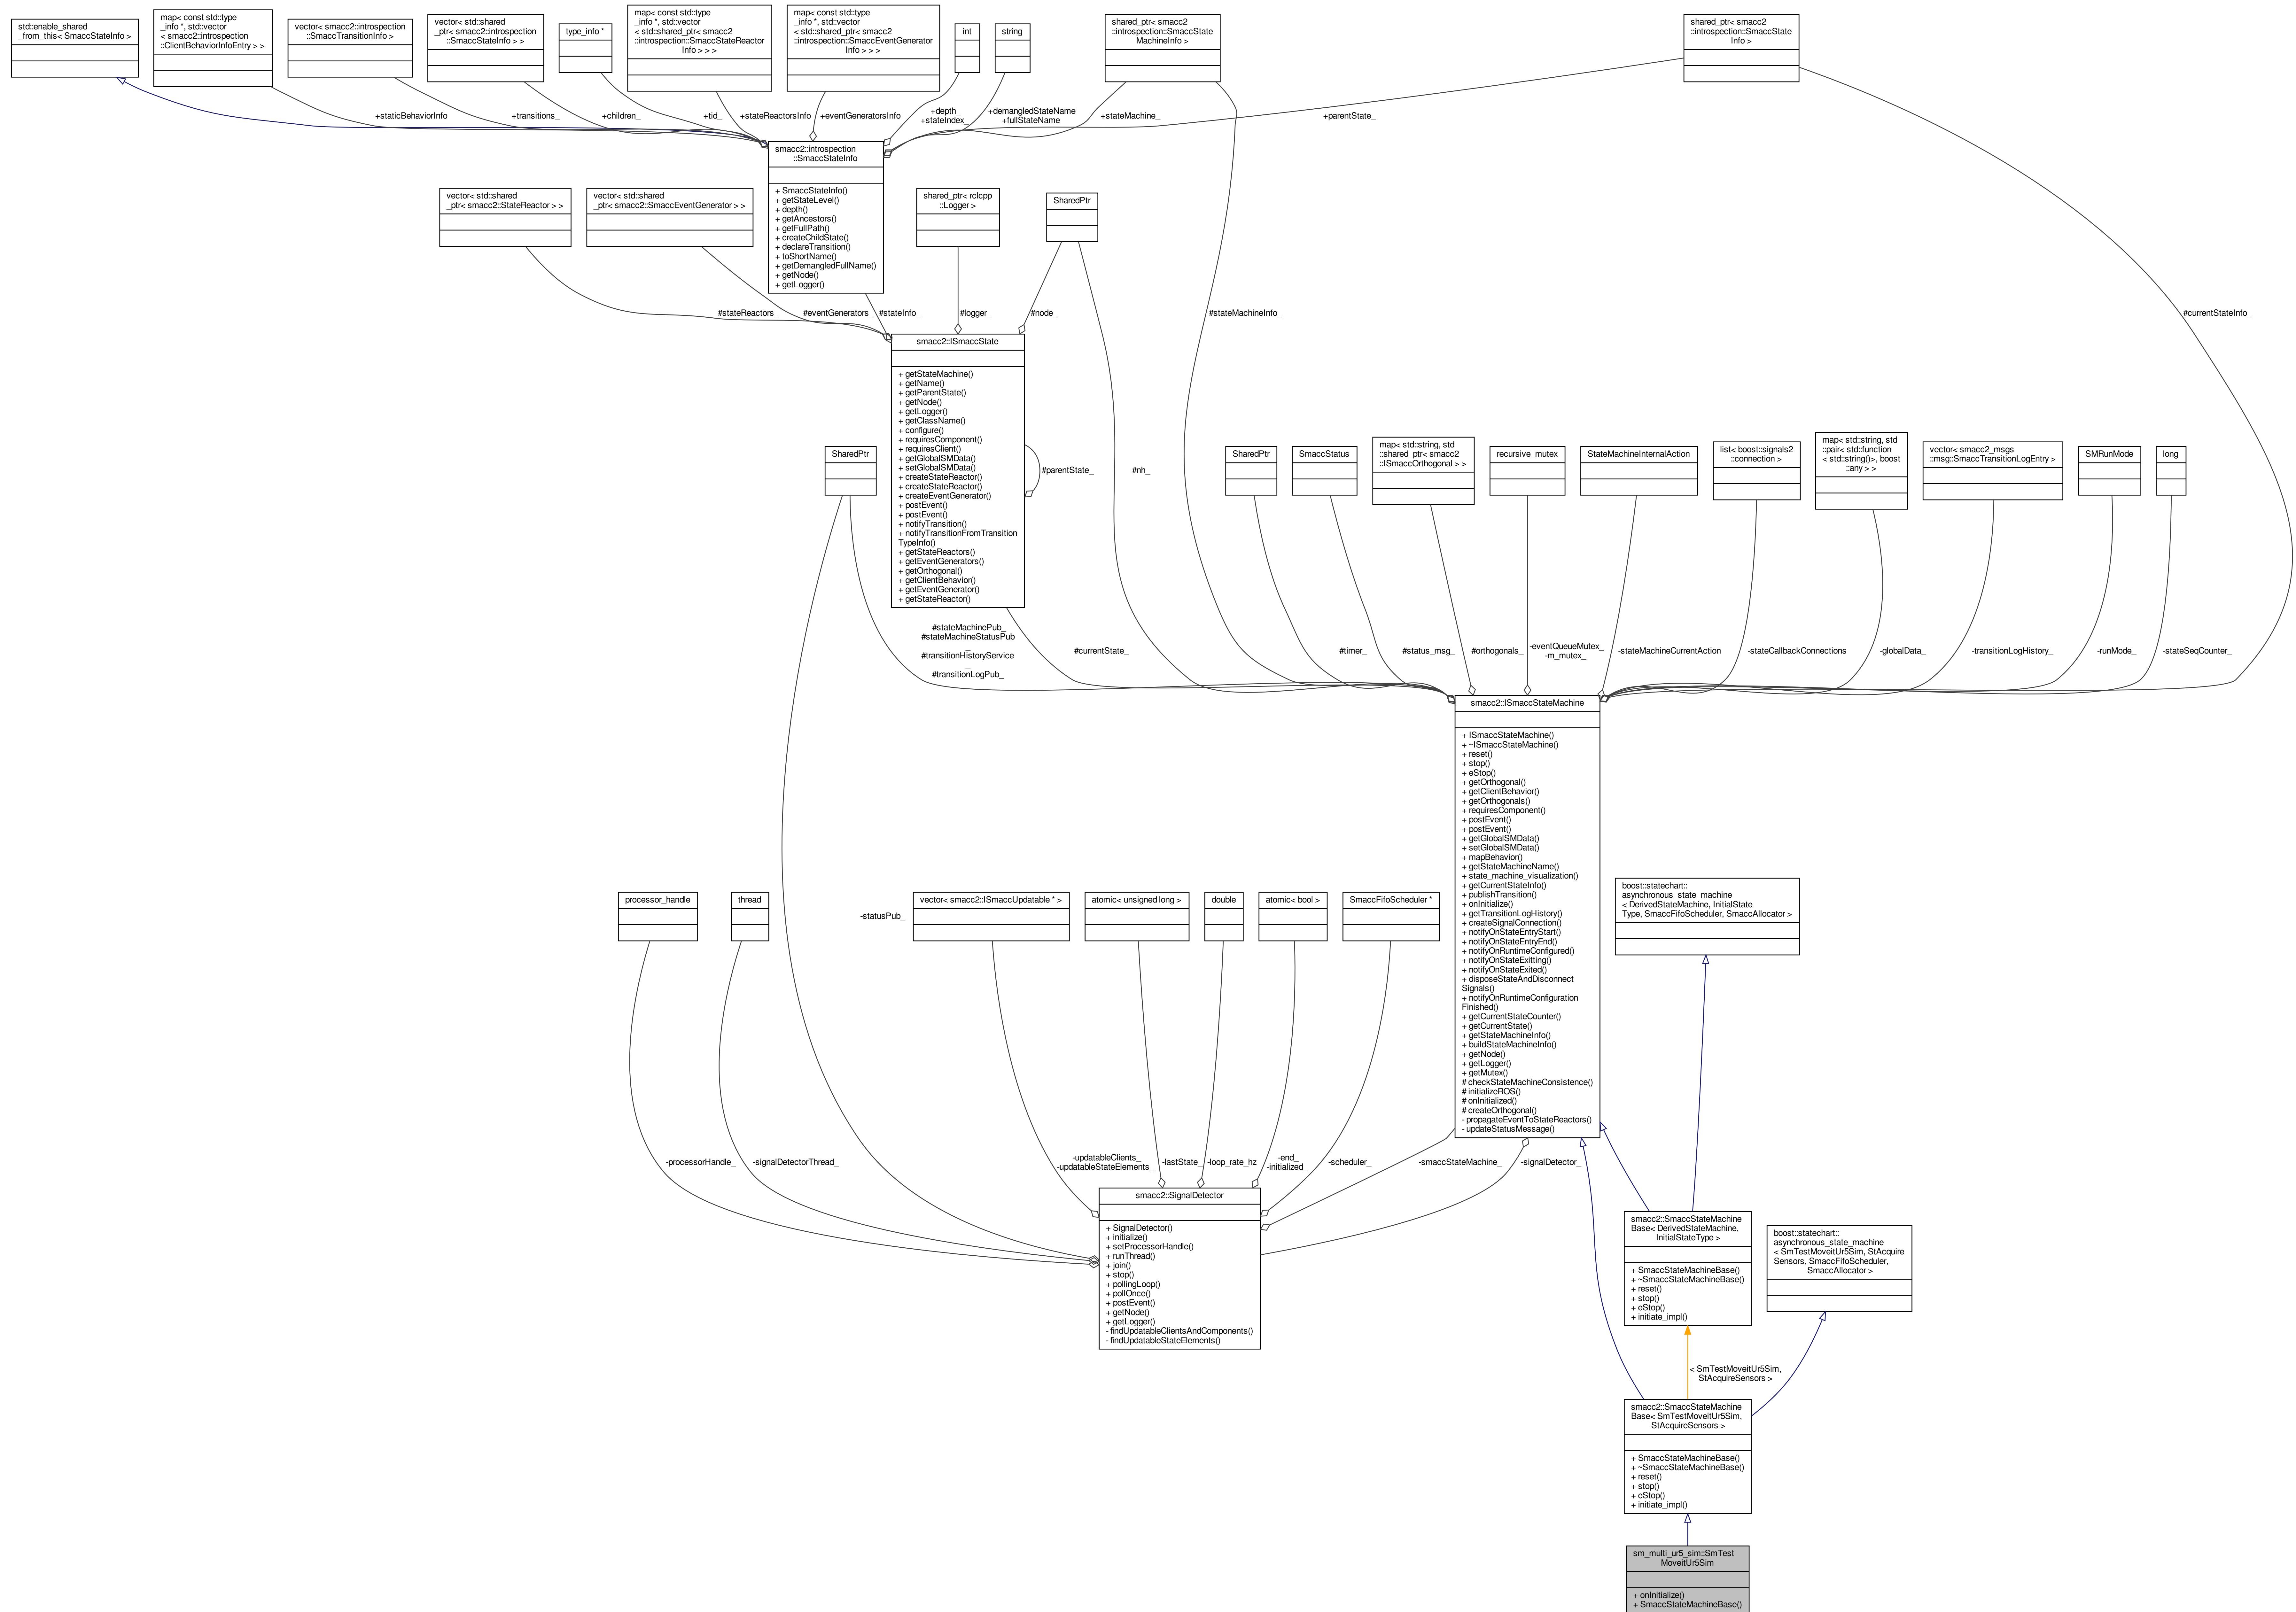 std::enable_shared
_from_this< SmaccStateInfo >
map< const std::type
_info *, std::vector
< smacc2::introspection
::ClientBehaviorInfoEntry > >
vector< smacc2::introspection
::SmaccTransitionInfo >
vector< std::shared
_ptr< smacc2::introspection
::SmaccStateInfo > >
type_info *
map< const std::type
_info *, std::vector
< std::shared_ptr< smacc2
::introspection::SmaccStateReactor
Info > > >
map< const std::type
_info *, std::vector
< std::shared_ptr< smacc2
::introspection::SmaccEventGenerator
Info > > >
int
string
shared_ptr< smacc2
::introspection::SmaccState
MachineInfo >
shared_ptr< smacc2
::introspection::SmaccState
Info >
+staticBehaviorInfo
+transitions_
+children_
+tid_
+stateReactorsInfo
+eventGeneratorsInfo
+depth_
+stateIndex_
+demangledStateName
+fullStateName
+stateMachine_
+parentState_
smacc2::introspection
::SmaccStateInfo
+ SmaccStateInfo()
+ getStateLevel()
+ depth()
+ getAncestors()
+ getFullPath()
+ createChildState()
+ declareTransition()
+ toShortName()
+ getDemangledFullName()
+ getNode()
+ getLogger()
vector< std::shared
_ptr< smacc2::StateReactor > >
vector< std::shared
_ptr< smacc2::SmaccEventGenerator > >
shared_ptr< rclcpp
::Logger >
SharedPtr
#stateReactors_
#eventGenerators_
#stateInfo_
#logger_
#node_
#stateMachineInfo_
#currentStateInfo_
smacc2::ISmaccState
+ getStateMachine()
+ getName()
+ getParentState()
+ getNode()
+ getLogger()
+ getClassName()
+ configure()
+ requiresComponent()
+ requiresClient()
+ getGlobalSMData()
+ setGlobalSMData()
+ createStateReactor()
+ createStateReactor()
+ createEventGenerator()
+ postEvent()
+ postEvent()
+ notifyTransition()
+ notifyTransitionFromTransition
TypeInfo()
+ getStateReactors()
+ getEventGenerators()
+ getOrthogonal()
+ getClientBehavior()
+ getEventGenerator()
+ getStateReactor()
#parentState_
#nh_
SharedPtr
SharedPtr
SmaccStatus
map< std::string, std
::shared_ptr< smacc2
::ISmaccOrthogonal > >
recursive_mutex
StateMachineInternalAction
list< boost::signals2
::connection >
map< std::string, std
::pair< std::function
< std::string()>, boost
::any > >
vector< smacc2_msgs
::msg::SmaccTransitionLogEntry >
SMRunMode
long
#stateMachinePub_
#stateMachineStatusPub
_
#transitionHistoryService
_
#transitionLogPub_
#currentState_
#timer_
#status_msg_
#orthogonals_
-eventQueueMutex_
-m_mutex_
-stateMachineCurrentAction
-stateCallbackConnections
-globalData_
-transitionLogHistory_
-runMode_
-stateSeqCounter_
smacc2::ISmaccStateMachine
+ ISmaccStateMachine()
+ ~ISmaccStateMachine()
+ reset()
+ stop()
+ eStop()
+ getOrthogonal()
+ getClientBehavior()
+ getOrthogonals()
+ requiresComponent()
+ postEvent()
+ postEvent()
+ getGlobalSMData()
+ setGlobalSMData()
+ mapBehavior()
+ getStateMachineName()
+ state_machine_visualization()
+ getCurrentStateInfo()
+ publishTransition()
+ onInitialize()
+ getTransitionLogHistory()
+ createSignalConnection()
+ notifyOnStateEntryStart()
+ notifyOnStateEntryEnd()
+ notifyOnRuntimeConfigured()
+ notifyOnStateExitting()
+ notifyOnStateExited()
+ disposeStateAndDisconnect
Signals()
+ notifyOnRuntimeConfiguration
Finished()
+ getCurrentStateCounter()
+ getCurrentState()
+ getStateMachineInfo()
+ buildStateMachineInfo()
+ getNode()
+ getLogger()
+ getMutex()
# checkStateMachineConsistence()
# initializeROS()
# onInitialized()
# createOrthogonal()
- propagateEventToStateReactors()
- updateStatusMessage()
processor_handle
thread
-statusPub_
vector< smacc2::ISmaccUpdatable * >
atomic< unsigned long >
double
atomic< bool >
SmaccFifoScheduler *
boost::statechart::
asynchronous_state_machine
< DerivedStateMachine, InitialState
Type, SmaccFifoScheduler, SmaccAllocator >
-processorHandle_
-signalDetectorThread_
-updatableClients_
-updatableStateElements_
-lastState_
-loop_rate_hz
-end_
-initialized_
-scheduler_
-smaccStateMachine_
-signalDetector_
smacc2::SignalDetector
+ SignalDetector()
+ initialize()
+ setProcessorHandle()
+ runThread()
+ join()
+ stop()
+ pollingLoop()
+ pollOnce()
+ postEvent()
+ getNode()
+ getLogger()
- findUpdatableClientsAndComponents()
- findUpdatableStateElements()
smacc2::SmaccStateMachine
Base< DerivedStateMachine,
InitialStateType >
+ SmaccStateMachineBase()
+ ~SmaccStateMachineBase()
+ reset()
+ stop()
+ eStop()
+ initiate_impl()
boost::statechart::
asynchronous_state_machine
< SmTestMoveitUr5Sim, StAcquire
Sensors, SmaccFifoScheduler,
SmaccAllocator >
< SmTestMoveitUr5Sim,
StAcquireSensors >
smacc2::SmaccStateMachine
Base< SmTestMoveitUr5Sim,
StAcquireSensors >
+ SmaccStateMachineBase()
+ ~SmaccStateMachineBase()
+ reset()
+ stop()
+ eStop()
+ initiate_impl()
sm_multi_ur5_sim::SmTest
MoveitUr5Sim
+ onInitialize()
+ SmaccStateMachineBase()